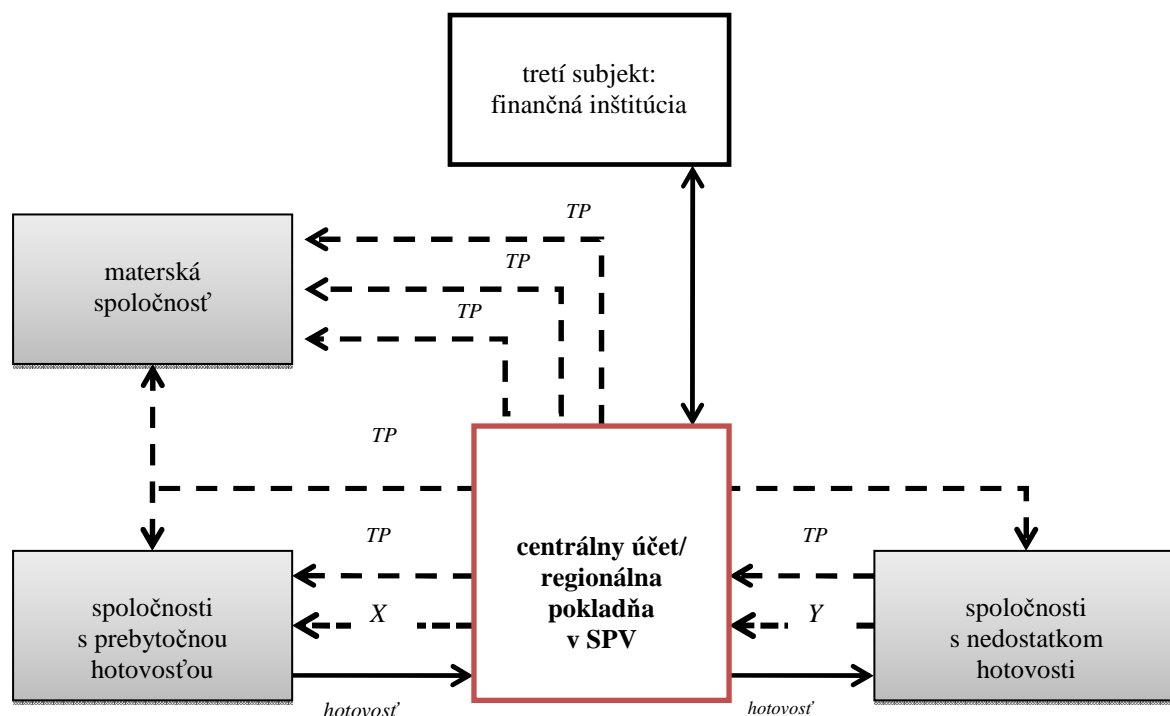 tretí subjekt:
finančná inštitúcia
TP
TP
TP
materská
spoločnosť
TP
TP
TP
centrálny účet/
regionálna
pokladňa
v SPV
spoločnosti
s prebytočnou
hotovosťou
X
Y
spoločnosti
s nedostatkom
hotovosti
hotovosť
hotovosť